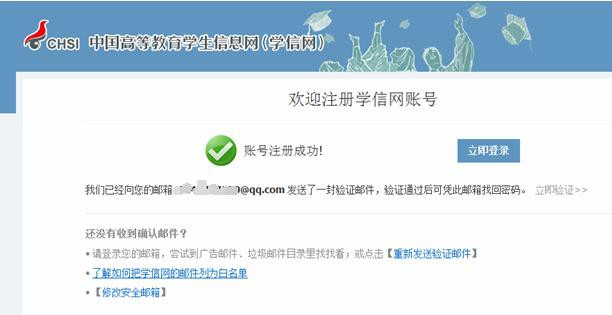 CHSI 中国高等教育学生信息网(学信网)
欢迎注册学信网账号
账号注册成功!
立即登录
我们已经向您的邮箱@qq.com 发送了一封验证邮件，验证通过后可凭此邮箱找回密码。 立即验证>>
还没有收到确认邮件？
• 请登录您的邮箱，尝试到广告邮件、垃圾邮件目录里找找看；或点击【重新发送验证邮件】
• 了解如何把学信网的邮件列为白名单
• 【修改安全邮箱】